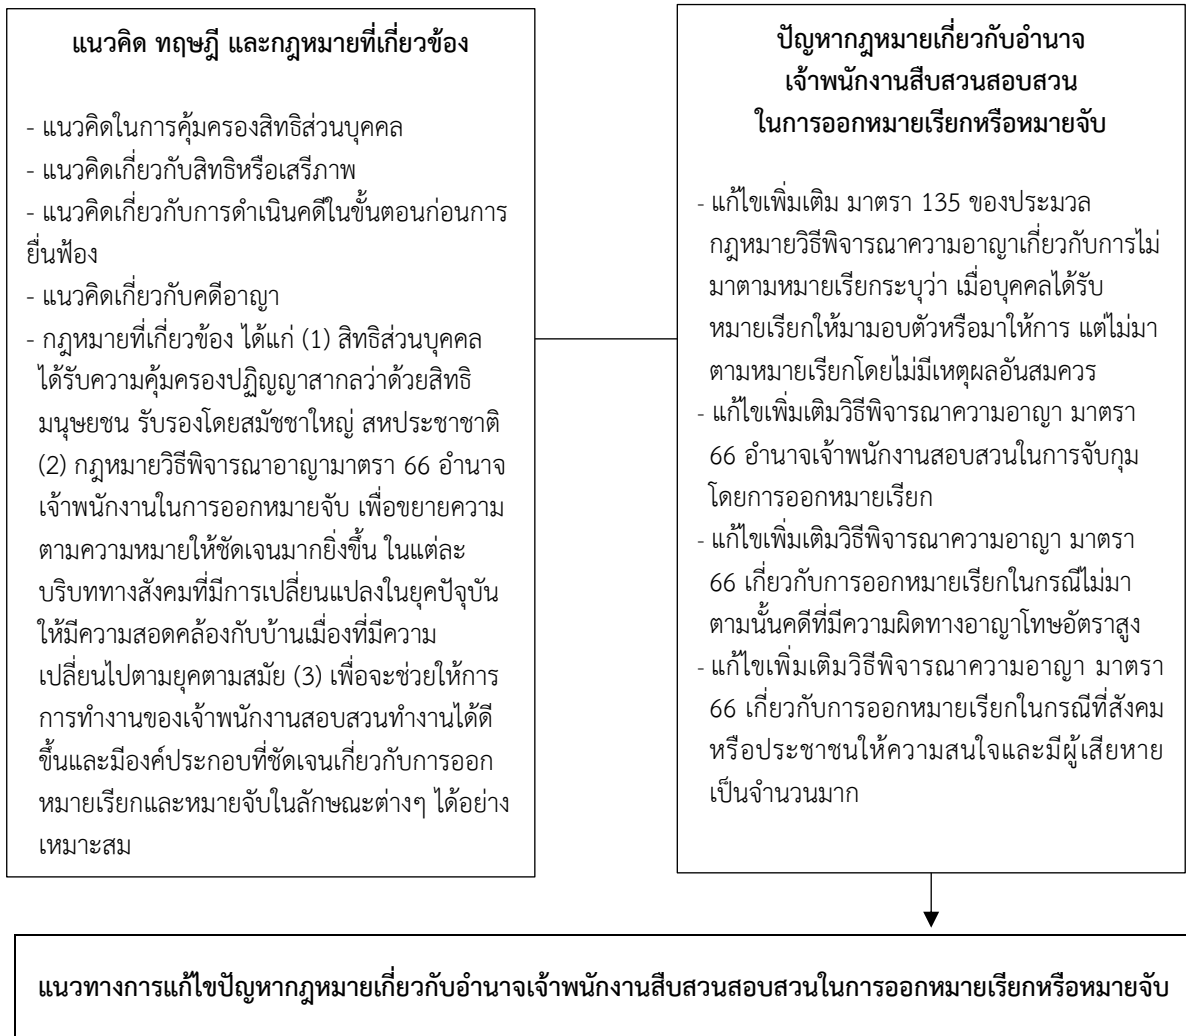 แนวคิด ทฤษฎี และกฎหมายที่เกี่ยวข้อง
- แนวคิดในการคุ้มครองสิทธิส่วนบุคคล
- แนวคิดเกี่ยวกับสิทธิหรือเสรีภาพ
- แนวคิดเกี่ยวกับการดำเนินคดีในขั้นตอนก่อนการ
ยื่นฟ้อง
- แนวคิดเกี่ยวกับคดีอาญา
- กฎหมายที่เกี่ยวข้อง ได้แก่ (1) สิทธิส่วนบุคคล
ได้รับความคุ้มครองปฏิญญาสากลว่าด้วยสิทธิ
มนุษยชน รับรองโดยสมัชชาใหญ่ สหประชาชาติ
(2) กฎหมายวิธีพิจารณาอาญามาตรา 66 อำนาจ
เจ้าพนักงานในการออกหมายจับ เพื่อขยายความ
ตามความหมายให้ชัดเจนมากยิ่งขึ้น ในแต่ละ
บริบททางสังคมที่มีการเปลี่ยนแปลงในยุคปัจุบัน
ให้มีความสอดคล้องกับบ้านเมืองที่มีความ
เปลี่ยนไปตามยุคตามสมัย (3) เพื่อจะช่วยให้การ
การทำงานของเจ้าพนักงานสอบสวนทำงานได้ดี
ขึ้นและมีองค์ประกอบที่ชัดเจนเกี่ยวกับการออก
หมายเรียกและหมายจับในลักษณะต่างๆ ได้อย่าง
เหมาะสม
ปัญหากฎหมายเกี่ยวกับอำนาจ
เจ้าพนักงานสืบสวนสอบสวน
ในการออกหมายเรียกหรือหมายจับ
- แก้ไขเพิ่มเติม มาตรา 135 ของประมวล
กฎหมายวิธีพิจารณาความอาญาเกี่ยวกับการไม่
มาตามหมายเรียกระบุว่า เมื่อบุคคลได้รับ
หมายเรียกให้มามอบตัวหรือมาให้การ แต่ไม่มา
ตามหมายเรียกโดยไม่มีเหตุผลอันสมควร
- แก้ไขเพิ่มเติมวิธีพิจารณาความอาญา มาตรา
66 อำนาจเจ้าพนักงานสอบสวนในการจับกุม
โดยการออกหมายเรียก
- แก้ไขเพิ่มเติมวิธีพิจารณาความอาญา มาตรา
66 เกี่ยวกับการออกหมายเรียกในกรณีไม่มา
ตามนั้นคดีที่มีความผิดทางอาญาโทษอัตราสูง
- แก้ไขเพิ่มเติมวิธีพิจารณาความอาญา มาตรา
66 เกี่ยวกับการออกหมายเรียกในกรณีที่สังคม
หรือประชาชนให้ความสนใจและมีผู้เสียหาย
เป็นจำนวนมาก
แนวทางการแก้ไขปัญหากฎหมายเกี่ยวกับอำนาจเจ้าพนักงานสืบสวนสอบสวนในการออกหมายเรียกหรือหมายจับ